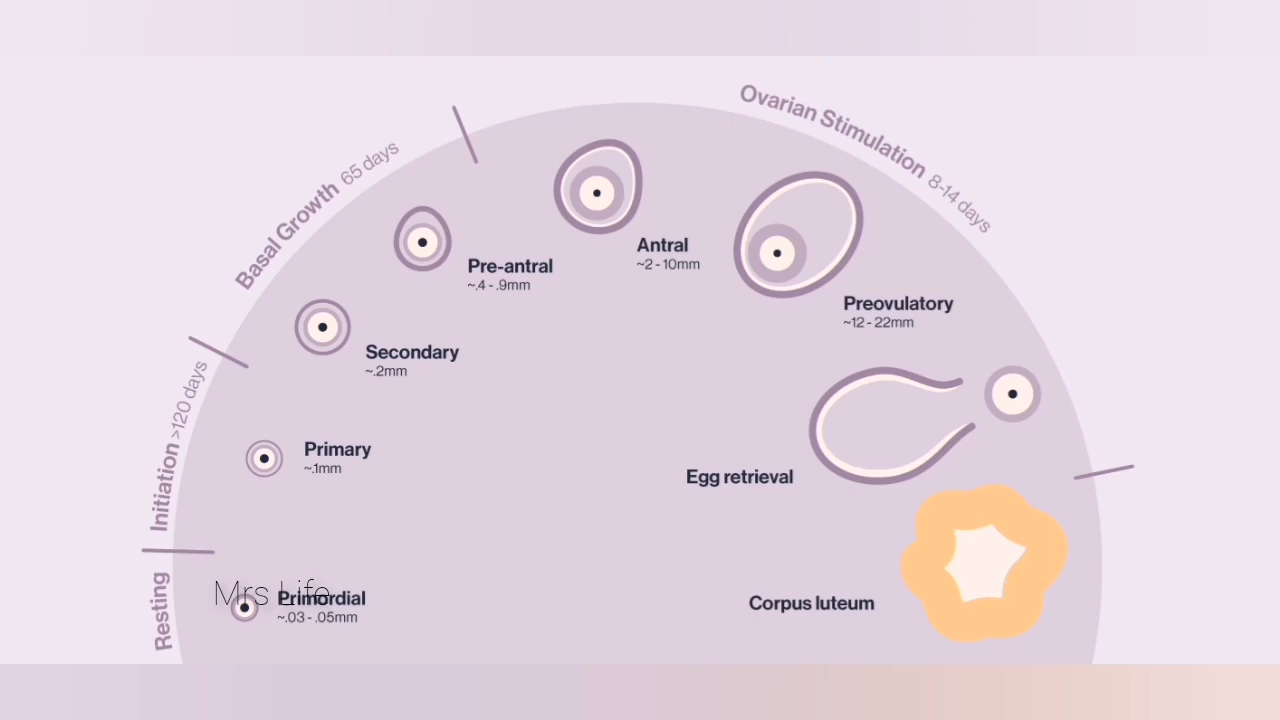 Ovarian Stimulation 8-14 days
Basal Growth 65 days
Initiation >120 days
Resting
Antral
~2 - 10mm
Pre-antral
~.4 - .9mm
Preovulatory
~12 - 22mm
Secondary
~.2mm
Primary
~.1mm
Egg retrieval
Mrs Life
Primordial
~.03 - .05mm
Corpus luteum